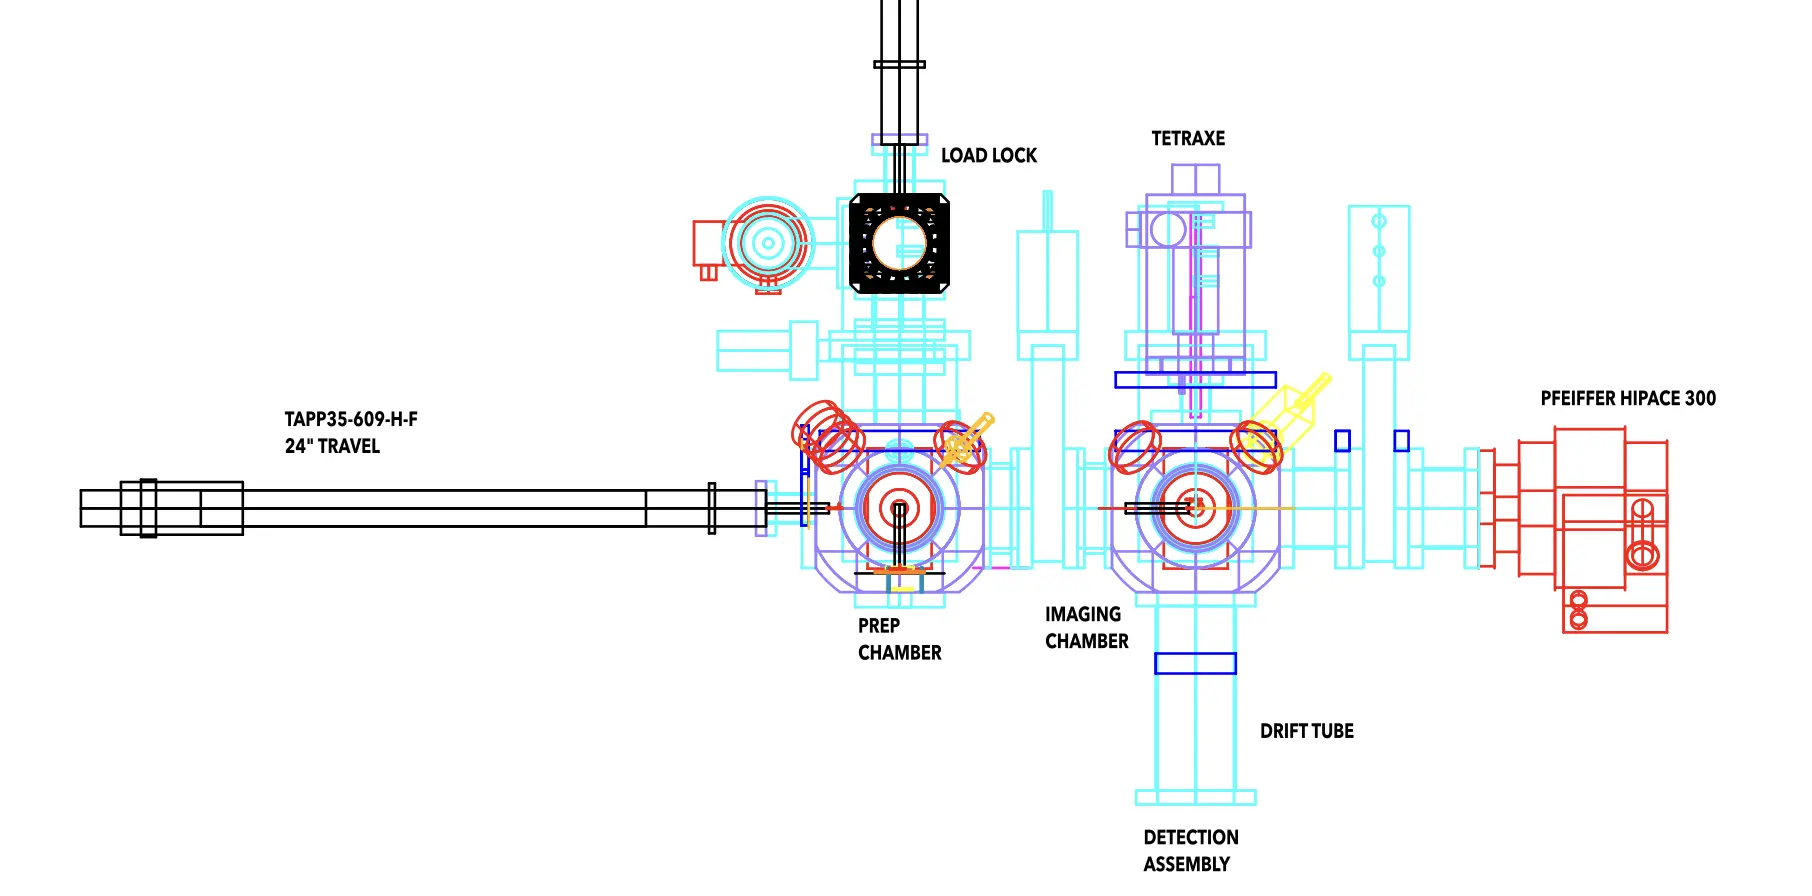 LOAD LOCK
TETRAXE
TAPP35-609-H-F
24" TRAVEL
PFEIFFER HIPACE 300
PREP
CHAMBER
IMAGING
CHAMBER
DRIFT TUBE
DETECTION
ASSEMBLY